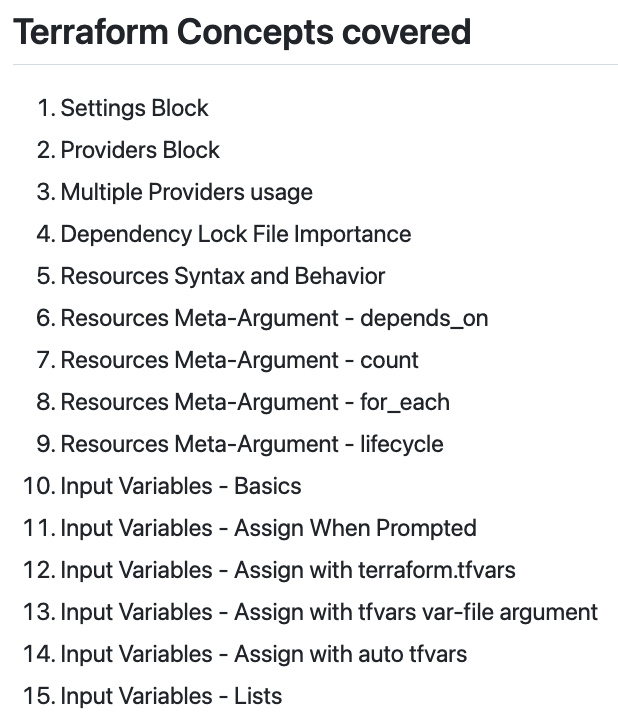 Terraform Concepts covered
1. Settings Block
2. Providers Block
3. Multiple Providers usage
4. Dependency Lock File Importance
5. Resources Syntax and Behavior
6. Resources Meta-Argument - depends_on
7. Resources Meta-Argument - count
8. Resources Meta-Argument - for_each
9. Resources Meta-Argument - lifecycle
10. Input Variables - Basics
11. Input Variables - Assign When Prompted
12. Input Variables - Assign with terraform.tfvars
13. Input Variables - Assign with tfvars var-file argument
14. Input Variables - Assign with auto tfvars
15. Input Variables - Lists